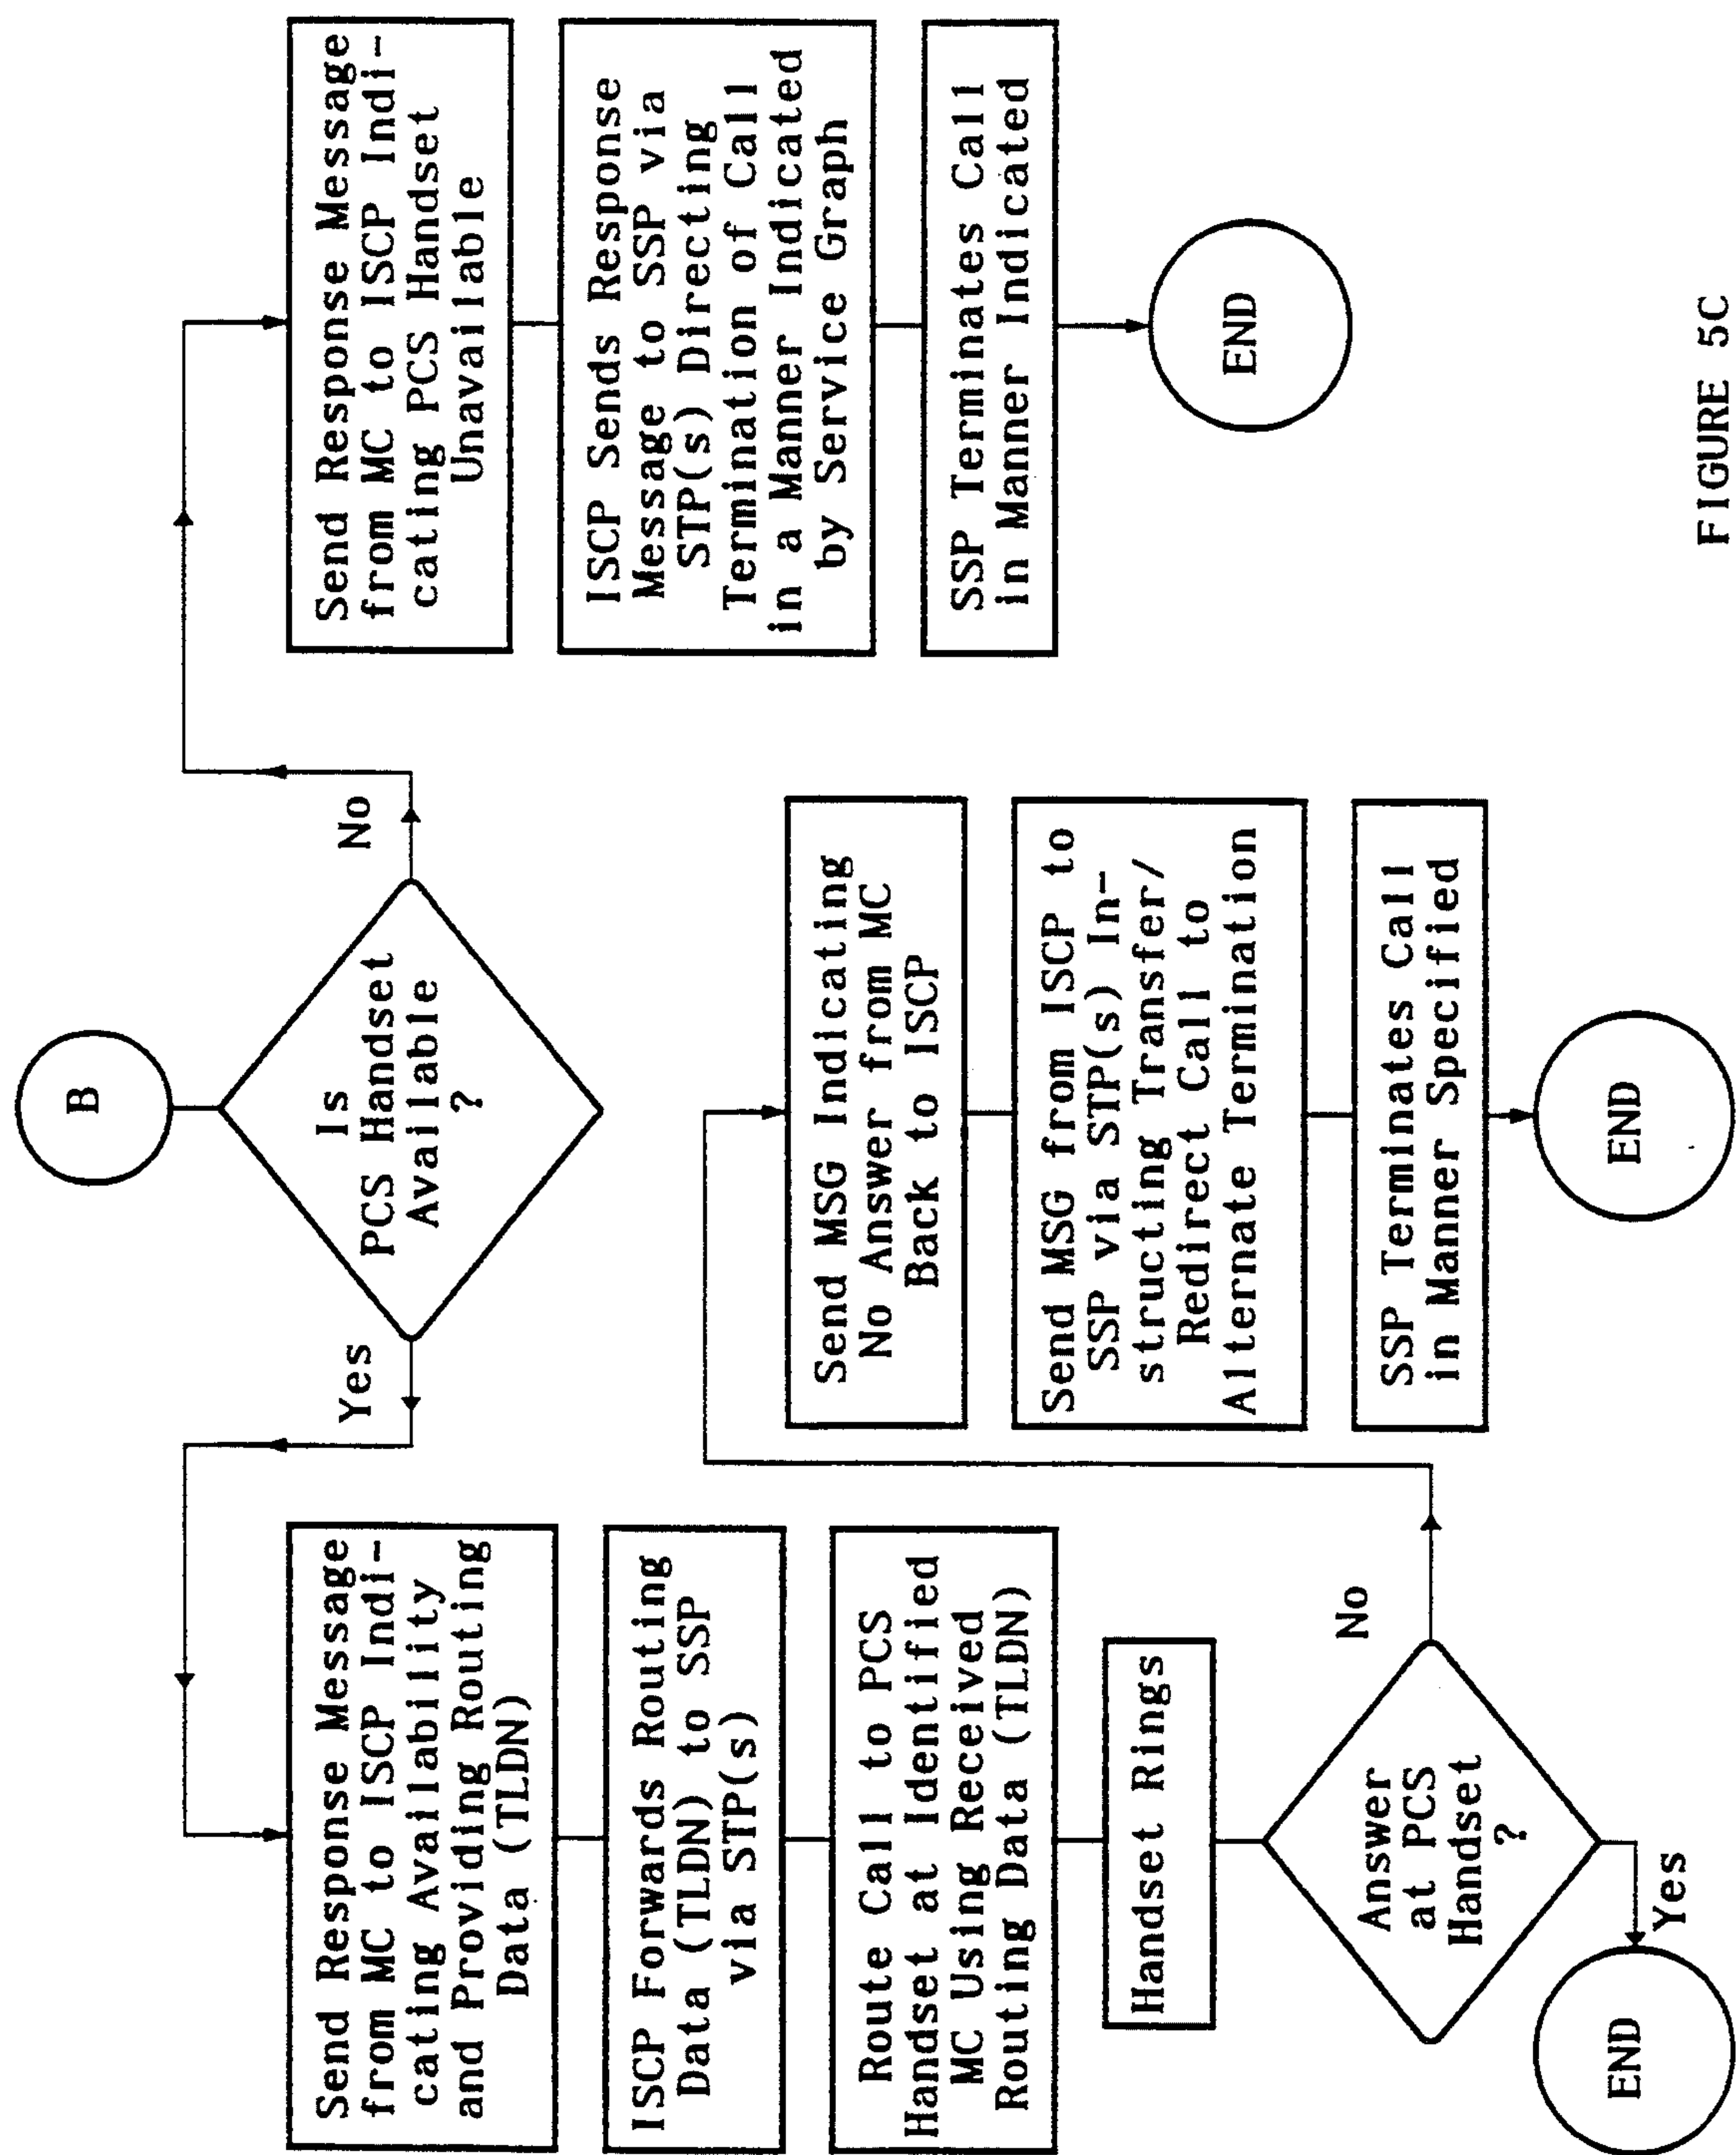 B
Is
PCS Handset
Available
?
Yes
No
Send Response Message
from MC to ISCP Indi-
cating Availability
and Providing Routing
Data (TLDN)
ISCP Forwards Routing
Data (TLDN) to SSP
via STP(s)
Route Call to PCS
Handset at Identified
MC Using Received
Routing Data (TLDN)
Handset Rings
Answer
at PCS
Handset
?
Yes
END
No
Send MSG Indicating
No Answer from MC
Back to ISCP
Send MSG from ISCP to
SSP via STP(s) In-
structing Transfer/
Redirect Call to
Alternate Termination
SSP Terminates Call
in Manner Specified
END
Send Response Message
from MC to ISCP Indi-
cating PCS Handset
Unavailable
ISCP Sends Response
Message to SSP via
STP(s) Directing
Termination of Call
in a Manner Indicated
by Service Graph
SSP Terminates Call
in Manner Indicated
END
FIGURE 5C